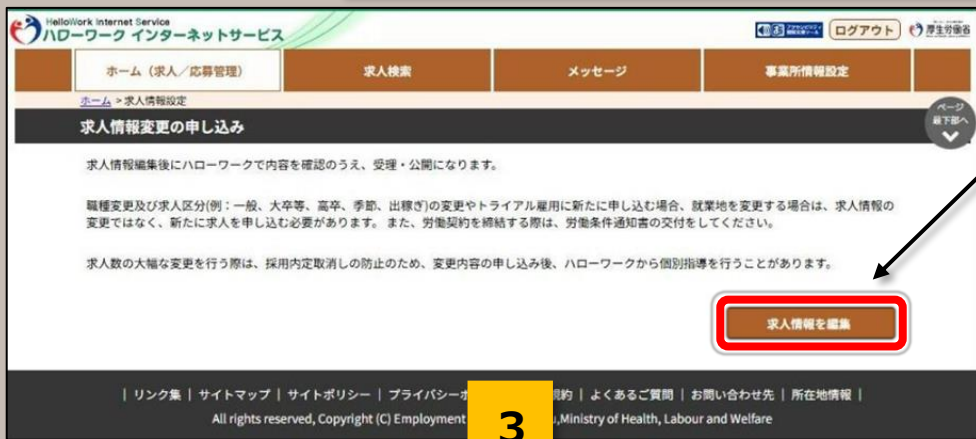 HelloWork Internet Service
ハローワーク インターネットサービス
ログアウト
厚生労働省
ホーム（求人／応募管理）
求人検索
メッセージ
事業所情報設定
ホーム > 求人情報設定
ページ
最下部へ
求人情報変更の申し込み
求人情報編集後にハローワークで内容を確認のうえ、受理・公開になります。
職種変更及び求人区分(例：一般、大卒等、高卒、季節、出稼ぎ)の変更やトライアル雇用に新たに申し込む場合、就業地を変更する場合は、求人情報の
変更ではなく、新たに求人を申し込む必要があります。 また、労働契約を締結する際は、労働条件通知書の交付をしてください。
求人数の大幅な変更を行う際は、採用内定取消しの防止のため、変更内容の申し込み後、ハローワークから個別指導を行うことがあります。
求人情報を編集
| リンク集 | サイトマップ | サイトポリシー | プライバシーポ 規約 | よくあるご質問 | お問い合わせ先 | 所在地情報 |
All rights reserved, Copyright (C) Employment ,Ministry of Health, Labour and Welfare
3